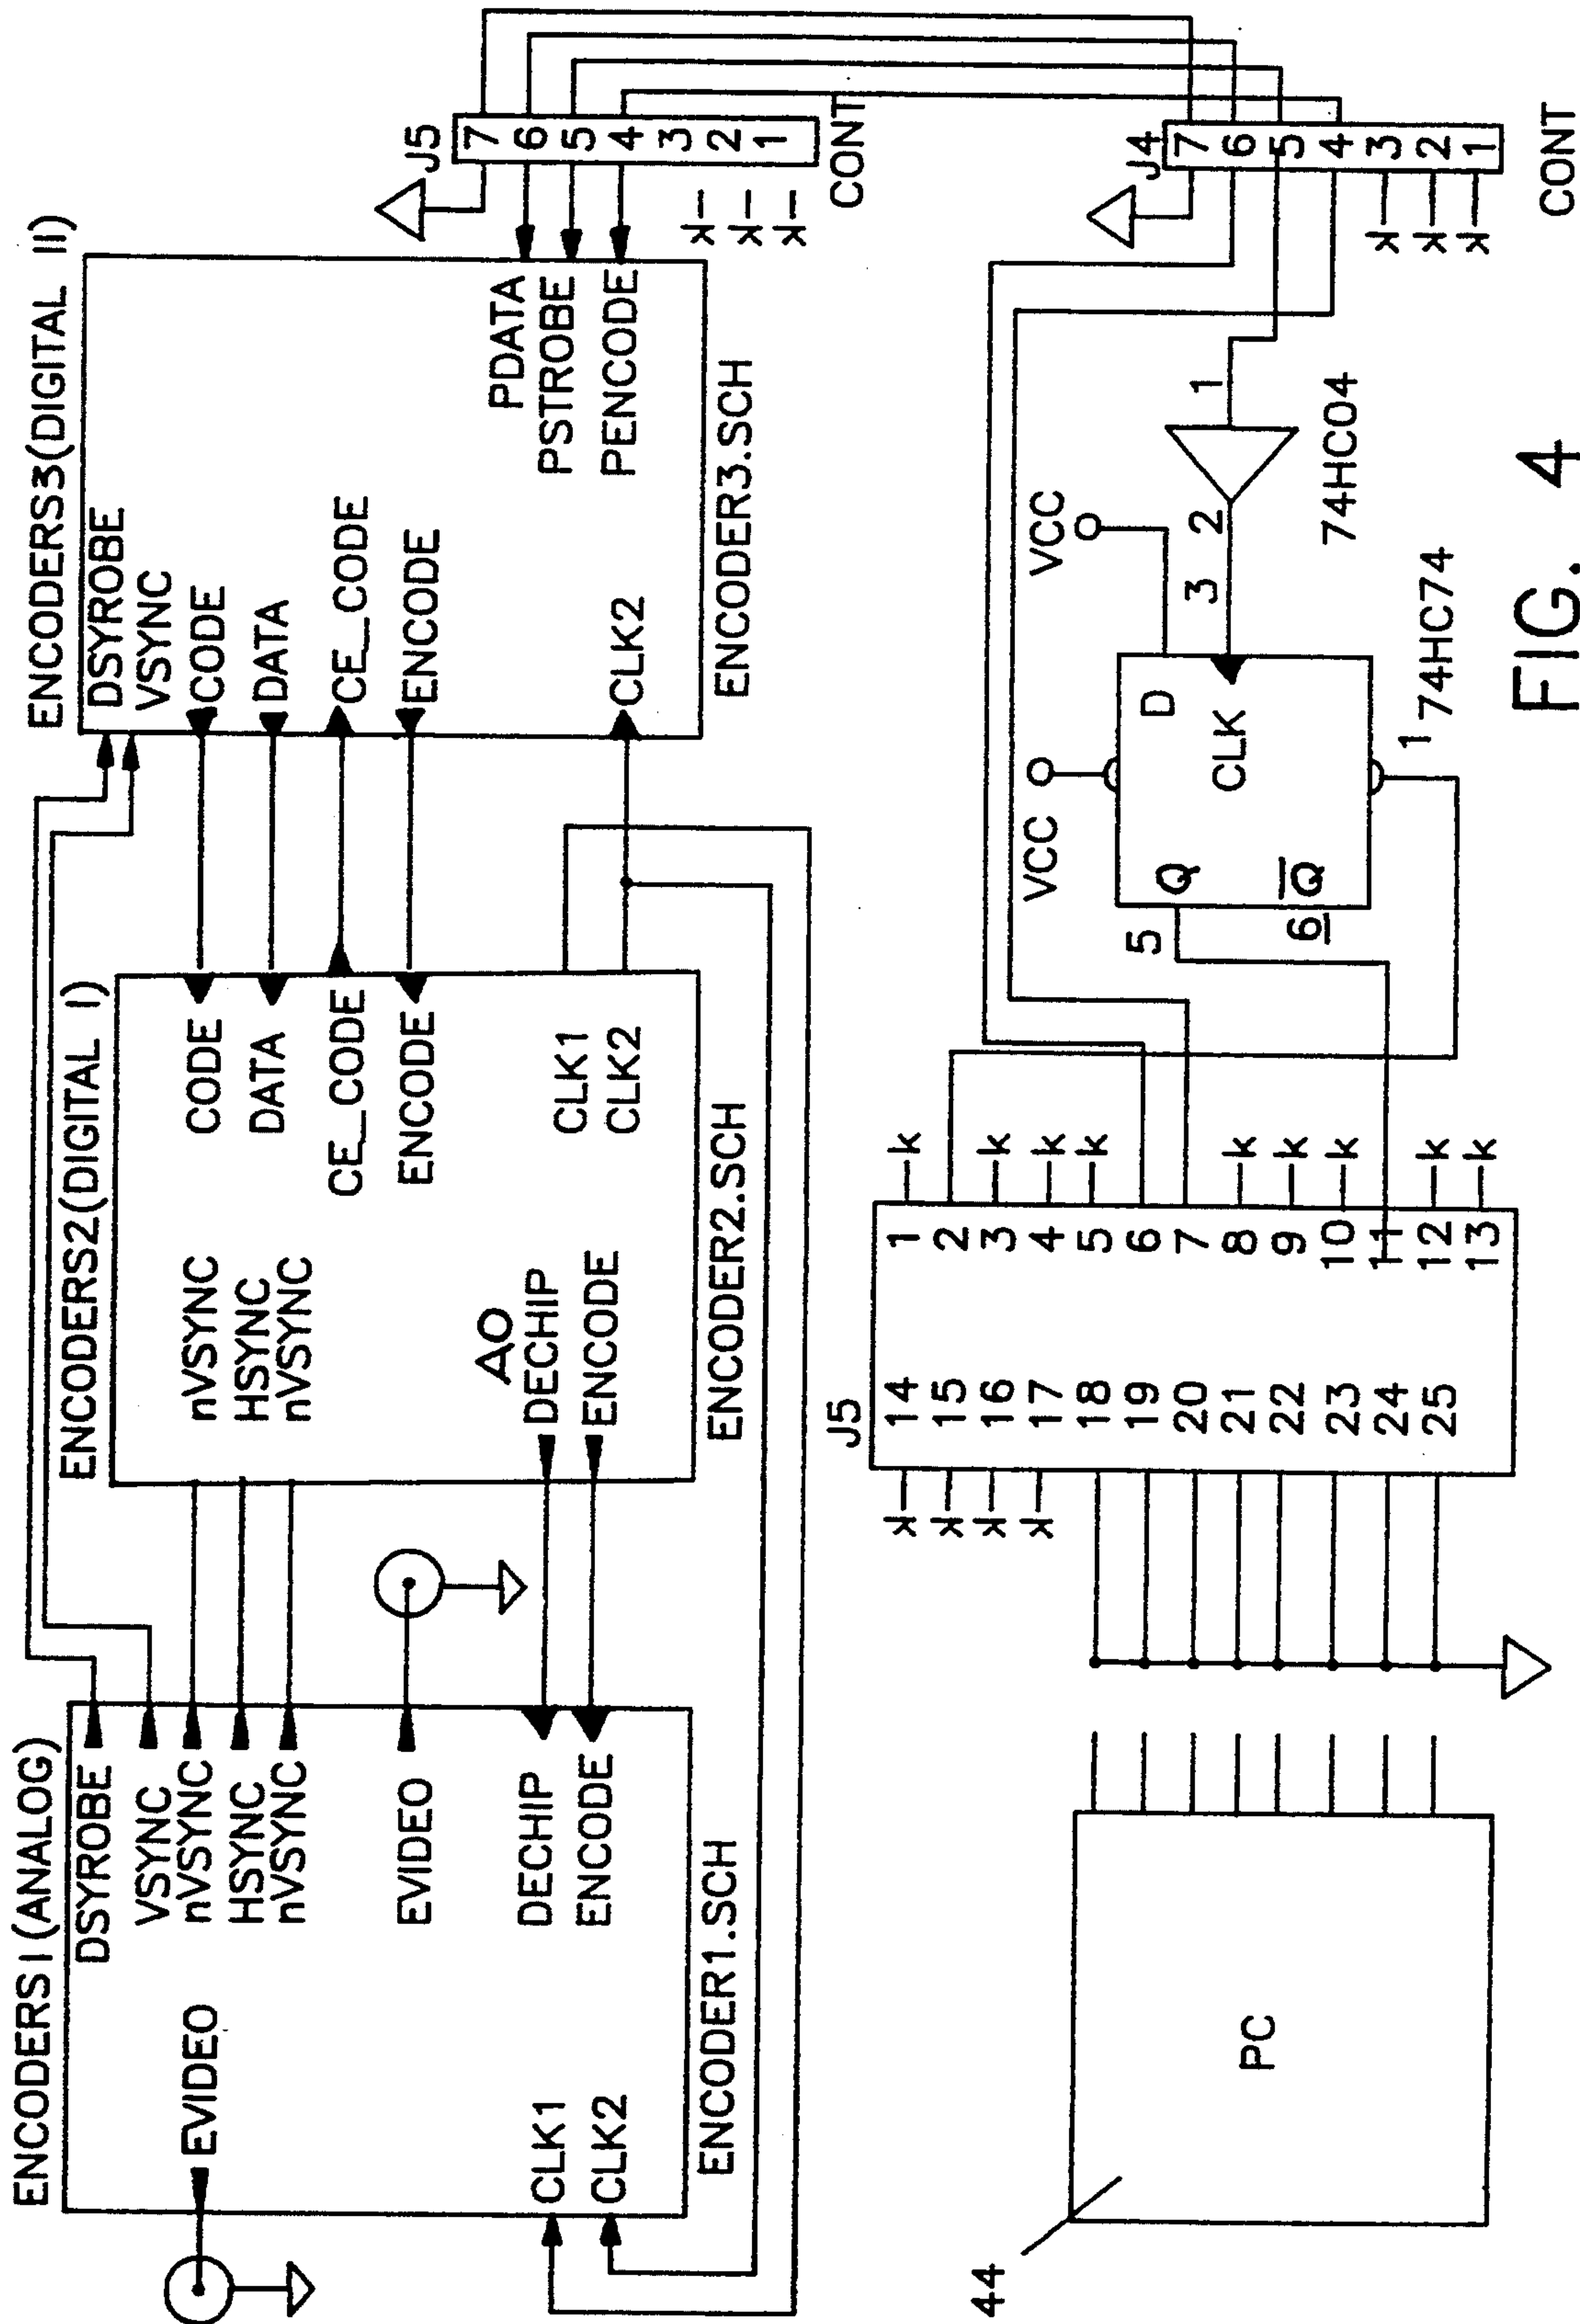 ENCODERS1(ANALOG)
DSYROBE
VSYNC
nVSYNC
HSYNC
nVSYNC
EVIDEO
EVIDEO
DECHIP
ENCODE
CLK1
CLK2
ENCODER1.SCH
ENCODERS2(DIGITAL I)
nVSYNC
HSYNC
nVSYNC
AO
DECHIP
ENCODE
CODE
DATA
CE_CODE
ENCODE
CLK1
CLK2
ENCODER2.SCH
ENCODERS3(DIGITAL II)
DSYROBE
VSYNC
CODE
DATA
CE_CODE
ENCODE
CLK2
PDATA
PSTROBE
PENCODE
ENCODER3.SCH
J5
7
6
5
4
3
2
1
CONT
44
PC
J5
14
15
16
17
18
19
20
21
22
23
24
25
1
2
3
4
5
6
7
8
9
10
11
12
13
k
k
k
k
k
k
k
k
k
VCC
VCC
Q
5
Q
6
D
CLK
3
2
1
1
74HC74
74HC04
J4
7
6
5
4
3
2
1
CONT
FIG. 4